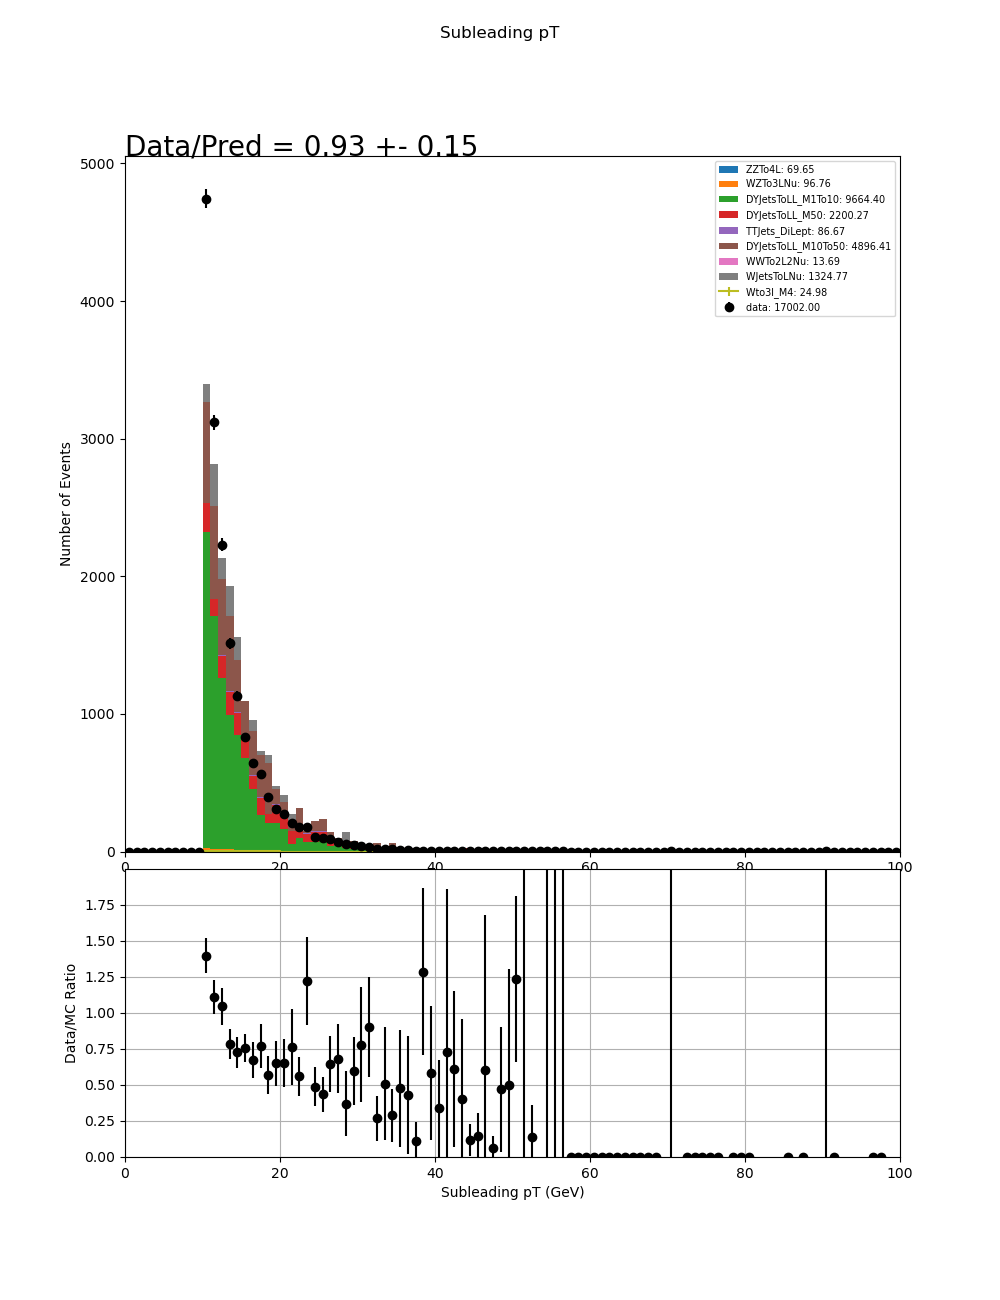 Subleading pT
Data/Pred = 0.93 +- 0.15
5000
4000
3000
2000
1000
0
Number of Events
ZZTo4L: 69.65
WZTo3LNu: 96.76
DYJetsToLL_M1To10: 9664.40
DYJetsToLL_M50: 2200.27
TTJets_DiLept: 86.67
DYJetsToLL_M10To50: 4896.41
WWTo2L2Nu: 13.69
WJetsToLNu: 1324.77
Wto3l_M4: 24.98
data: 17002.00
0 20 40 60 80 100
1.75
1.50
1.25
1.00
0.75
0.50
0.25
0.00
Data/MC Ratio
0 20 40 60 80 100
Subleading pT (GeV)